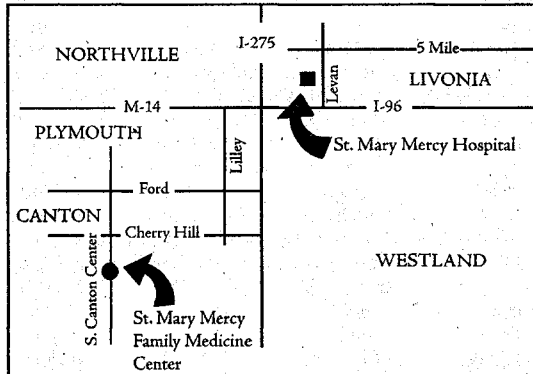 NORTHVILLE
I-275
5 Mile
Levan
LIVONIA
M-14
I-96
PLYMOUTH
Lilley
St. Mary Mercy Hospital
Ford
CANTON
Cherry Hill
S. Canton Center
WESTLAND
St. Mary Mercy
Family Medicine
Center